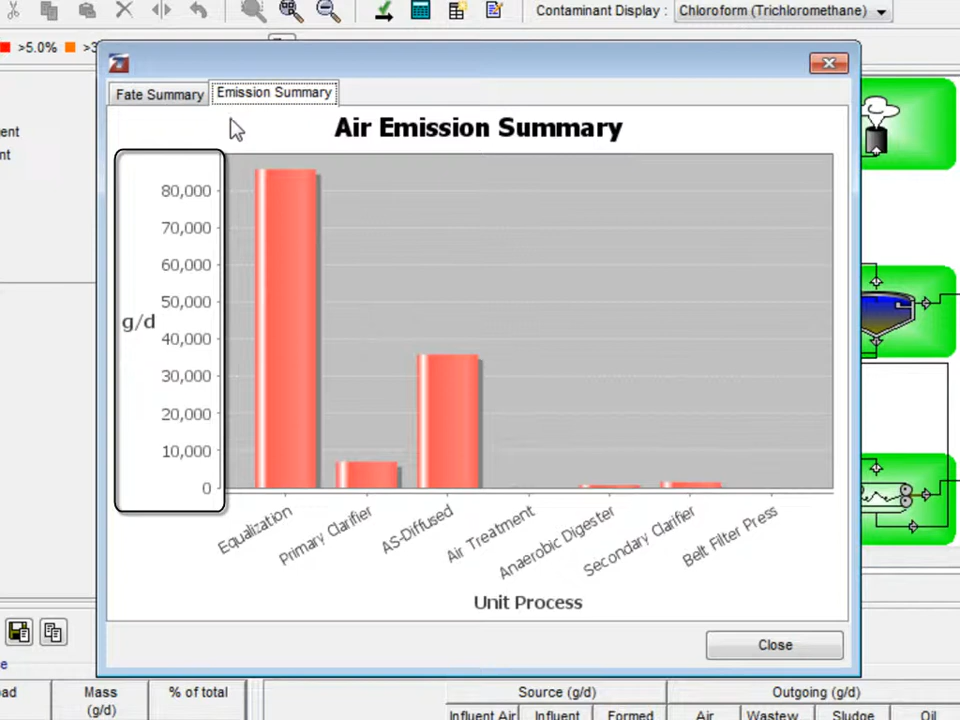 Contaminant Display : Chloroform (Trichloromethane)
>5.0% >3
Fate Summary Emission Summary
Air Emission Summary
80,000
70,000
60,000
50,000
g/d
40,000
30,000
20,000
10,000
0
Equalization Primary Clarifier AS-Diffused Air Treatment Anaerobic Digester Secondary Clarifier Belt Filter Press
Unit Process
Close
Mass % of total Source (g/d) Outgoing (g/d)
(g/d) Influent Air Influent Formed Air Wastew Sludge Oil